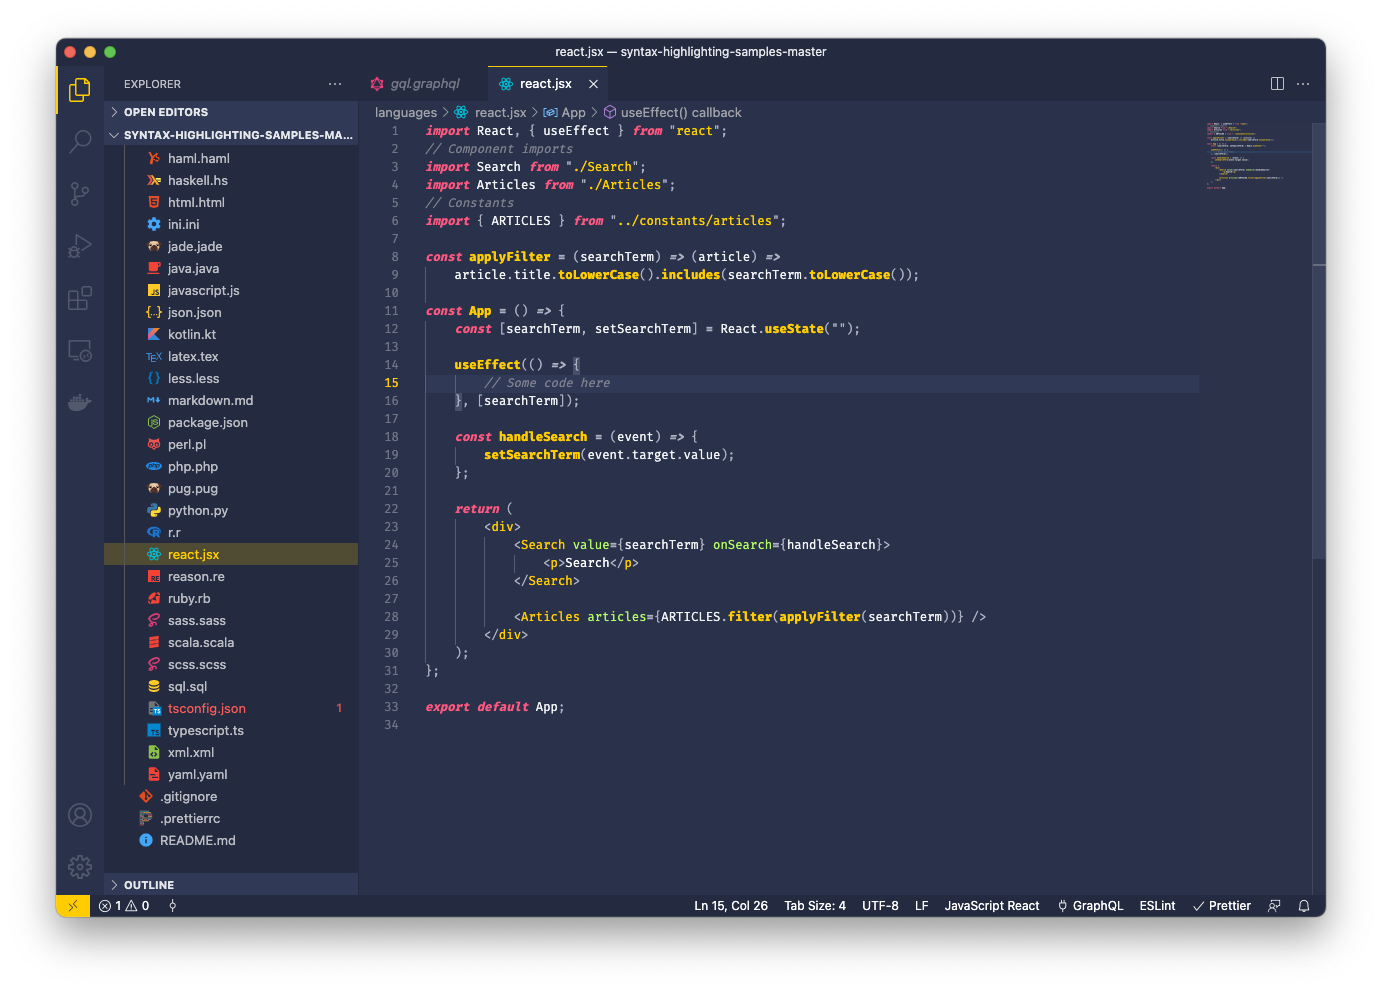 react.jsx — syntax-highlighting-samples-master
EXPLORER
OPEN EDITORS
SYNTAX-HIGHLIGHTING-SAMPLES-MA...
haml.haml
haskell.hs
html.html
ini.ini
jade.jade
java.java
javascript.js
json.json
kotlin.kt
latex.tex
less.less
markdown.md
package.json
perl.pl
php.php
pug.pug
python.py
r.r
react.jsx
reason.re
ruby.rb
sass.sass
scala.scala
scss.scss
sql.sql
tsconfig.json 1
typescript.ts
xml.xml
yaml.yaml
.gitignore
.prettierrc
README.md
OUTLINE
gql.graphql
react.jsx
languages > react.jsx > App > useEffect() callback
1 import React, { useEffect } from "react";
2 // Component imports
3 import Search from "./Search";
4 import Articles from "./Articles";
5 // Constants
6 import { ARTICLES } from "../constants/articles";
7
8 const applyFilter = (searchTerm) => (article) =>
9 article.title.toLowerCase().includes(searchTerm.toLowerCase());
10
11 const App = () => {
12 const [searchTerm, setSearchTerm] = React.useState("");
13
14 useEffect(() => {
15 // Some code here
16 }, [searchTerm]);
17
18 const handleSearch = (event) => {
19 setSearchTerm(event.target.value);
20 };
21
22 return (
23 <div>
24 <Search value={searchTerm} onSearch={handleSearch}>
25 <p>Search</p>
26 </Search>
27
28 <Articles articles={ARTICLES.filter(applyFilter(searchTerm))} />
29 </div>
30 );
31 };
32
33 export default App;
34
1 0
Ln 15, Col 26 Tab Size: 4 UTF-8 LF JavaScript React GraphQL ESLint Prettier